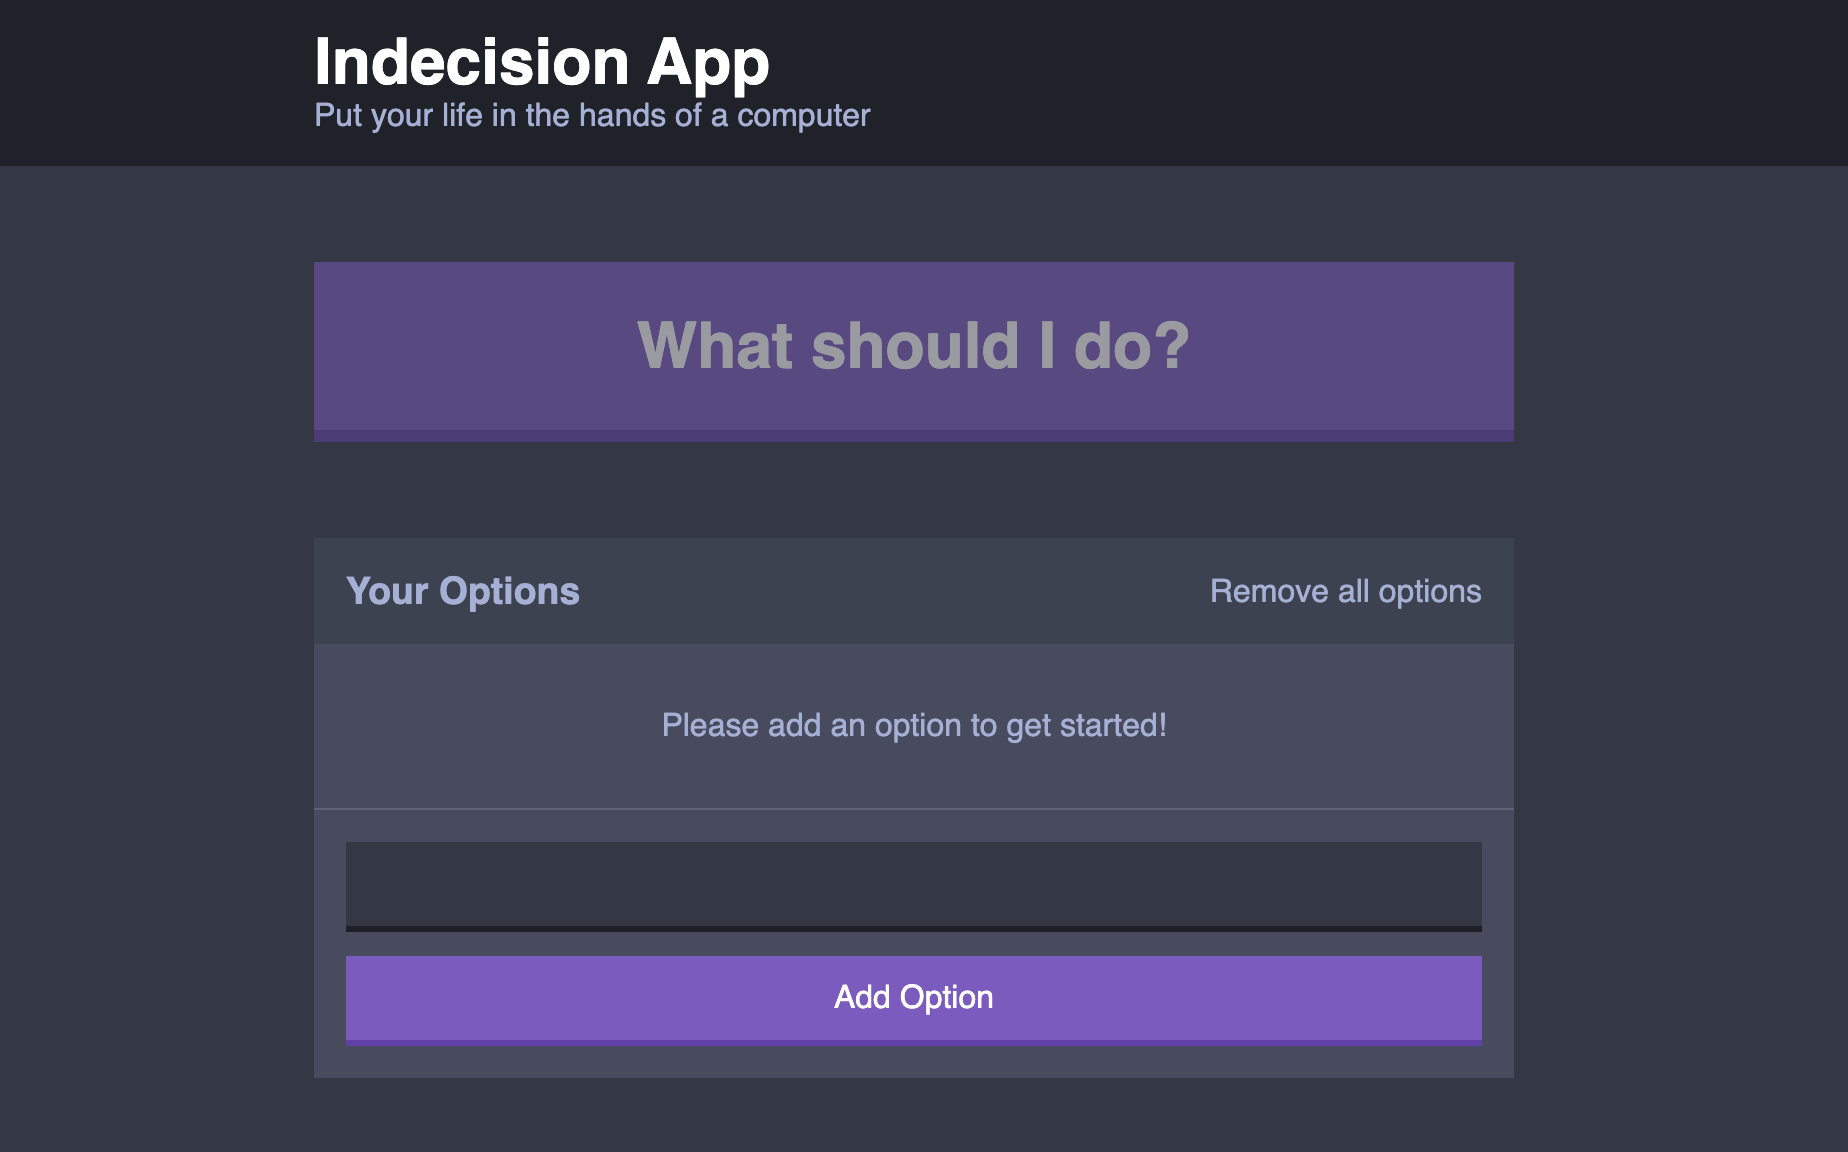 Indecision App
Put your life in the hands of a computer
What should I do?
Your Options
Remove all options
Please add an option to get started!
Add Option